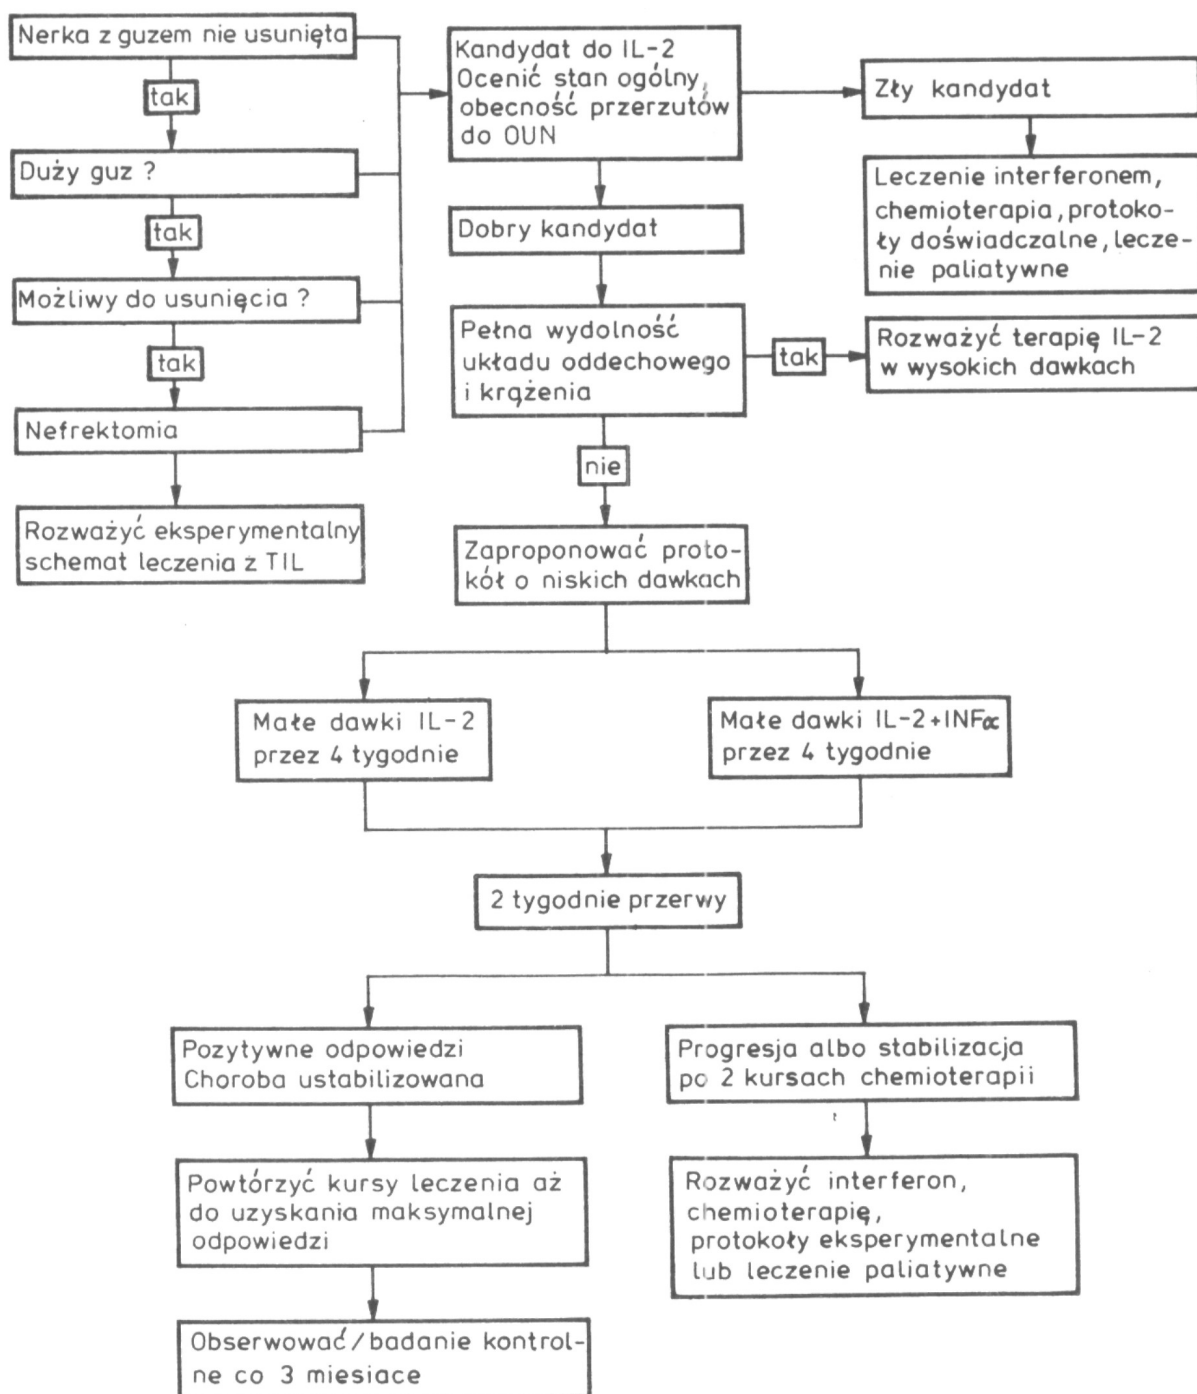 Nerka z guzem nie usunięta
tak
Duży guz ?
tak
Możliwy do usunięcia ?
tak
Nefrektomia
Rozważyć eksperymentalny
schemat leczenia z TIL
Kandydat do IL-2
Ocenić stan ogólny,
obecność przerzutów
do OUN
Zły kandydat
Leczenie interferonem,
chemioterapia, protoko-
ły doświadczalne, lecze-
nie paliatywne
Dobry kandydat
Pełna wydolność
układu oddechowego
i krążenia
tak
Rozważyć terapię IL-2
w wysokich dawkach
nie
Zaproponować proto-
kół o niskich dawkach
Małe dawki IL-2
przez 4 tygodnie
Małe dawki IL-2+INFα
przez 4 tygodnie
2 tygodnie przerwy
Pozytywne odpowiedzi
Choroba ustabilizowana
Powtórzyć kursy leczenia aż
do uzyskania maksymalnej
odpowiedzi
Obserwować/badanie kontrol-
ne co 3 miesiace
Progresja albo stabilizacja
po 2 kursach chemioterapii
Rozważyć interferon,
chemioterapię,
protokoły eksperymentalne
lub leczenie paliatywne